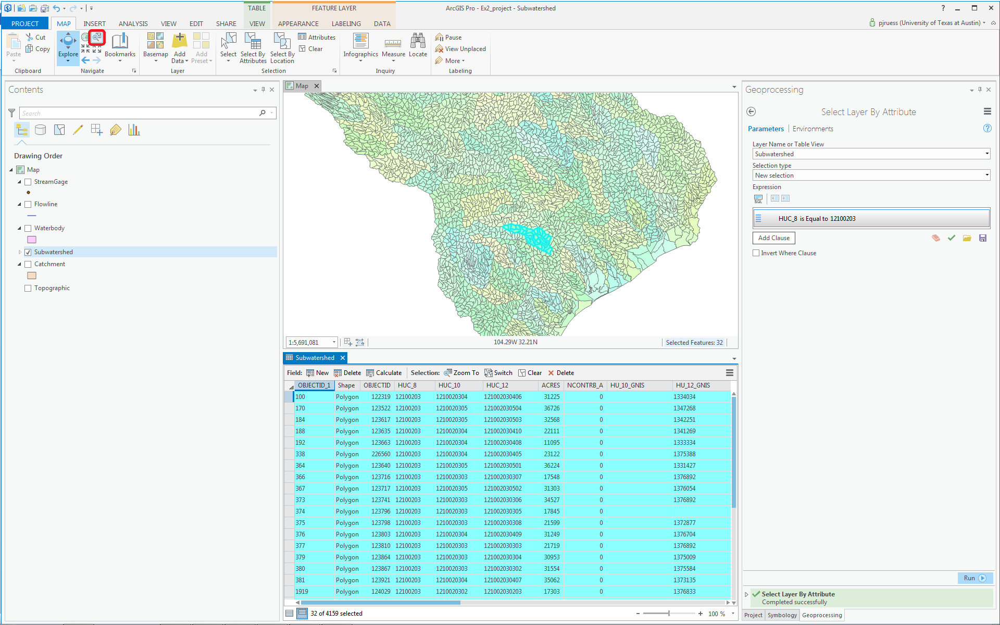 TABLE
FEATURE LAYER
ArcGIS Pro - Ex2_project - Subwatershed
?
PROJECT MAP INSERT ANALYSIS VIEW EDIT SHARE VIEW APPEARANCE LABELING DATA
pjruess (University of Texas at Austin)
Paste
Cut
Copy
Clipboard
Explore
Bookmarks
Navigate
Basemap
Add Data
Add Preset
Layer
Select
Select By Attributes
Select By Location
Attributes
Clear
Selection
Infographics
Measure
Locate
Inquiry
Pause
View Unplaced
More
Labeling
Contents
Search
Drawing Order
Map
StreamGage
Flowline
Waterbody
Subwatershed
Catchment
Topographic
Map
1:5,691,081
104.29W 32.21N
Selected Features: 32
Subwatershed
Field: New Delete Calculate Selection: Zoom To Switch Clear Delete
OBJECTID_1 Shape OBJECTID HUC_8 HUC_10 HUC_12 ACRES NCONTRB_A HU_10_GNIS HU_12_GNIS
100 Polygon 122319 12100203 1210020304 121002030406 31225 0 1334034
170 Polygon 123522 12100203 1210020305 121002030504 36726 0 1347268
184 Polygon 123617 12100203 1210020305 121002030503 32568 0 1342251
188 Polygon 123635 12100203 1210020304 121002030410 22111 0 1341269
192 Polygon 123663 12100203 1210020304 121002030408 11095 0 1333334
338 Polygon 226560 12100203 1210020304 121002030405 23122 0 1375388
364 Polygon 123640 12100203 1210020305 121002030501 36224 0 1331427
366 Polygon 123716 12100203 1210020303 121002030307 17548 0 1376892
367 Polygon 123717 12100203 1210020305 121002030502 31303 0 1376054
373 Polygon 123741 12100203 1210020303 121002030306 34527 0 1376892
374 Polygon 123796 12100203 1210020303 121002030305 17845 0
375 Polygon 123798 12100203 1210020303 121002030308 21599 0 1372877
376 Polygon 123803 12100203 1210020304 121002030409 31249 0 1376704
377 Polygon 123810 12100203 1210020303 121002030303 21719 0 1376892
379 Polygon 123864 12100203 1210020303 121002030304 30953 0 1375009
380 Polygon 123867 12100203 1210020303 121002030302 31554 0 1375584
381 Polygon 123921 12100203 1210020304 121002030407 35062 0 1373135
1919 Polygon 124029 12100203 1210020302 121002030203 17303 0 1376833
32 of 4159 selected
100 %
Geoprocessing
Select Layer By Attribute
Parameters Environments
?
Layer Name or Table View
Subwatershed
Selection type
New selection
Expression
SQL
HUC_8 is Equal to 12100203
Add Clause
Invert Where Clause
Run
Select Layer By Attribute
Completed successfully
Project Symbology Geoprocessing